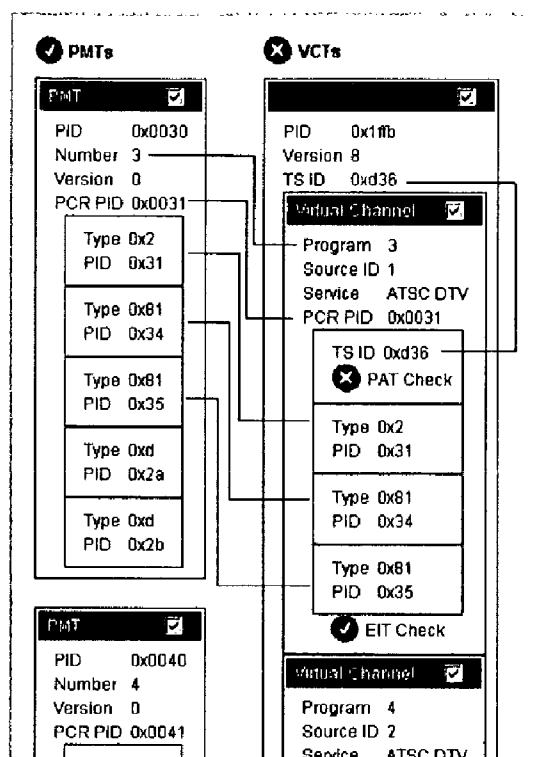 PMTs
PMT
PID 0x0030
Number 3
Version 0
PCR PID 0x0031
Type 0x2
PID 0x31
Type 0x81
PID 0x34
Type 0x81
PID 0x35
Type 0xd
PID 0x2a
Type 0xd
PID 0x2b
PMT
PID 0x0040
Number 4
Version 0
PCR PID 0x0041
VCTs
PID 0x1ffb
Version 8
TS ID 0xd36
Virtual Channel
Program 3
Source ID 1
Service ATSC DTV
PCR PID 0x0031
TS ID 0xd36
PAT Check
Type 0x2
PID 0x31
Type 0x81
PID 0x34
Type 0x81
PID 0x35
EIT Check
Virtual Channel
Program 4
Source ID 2
Service ATSC DTV